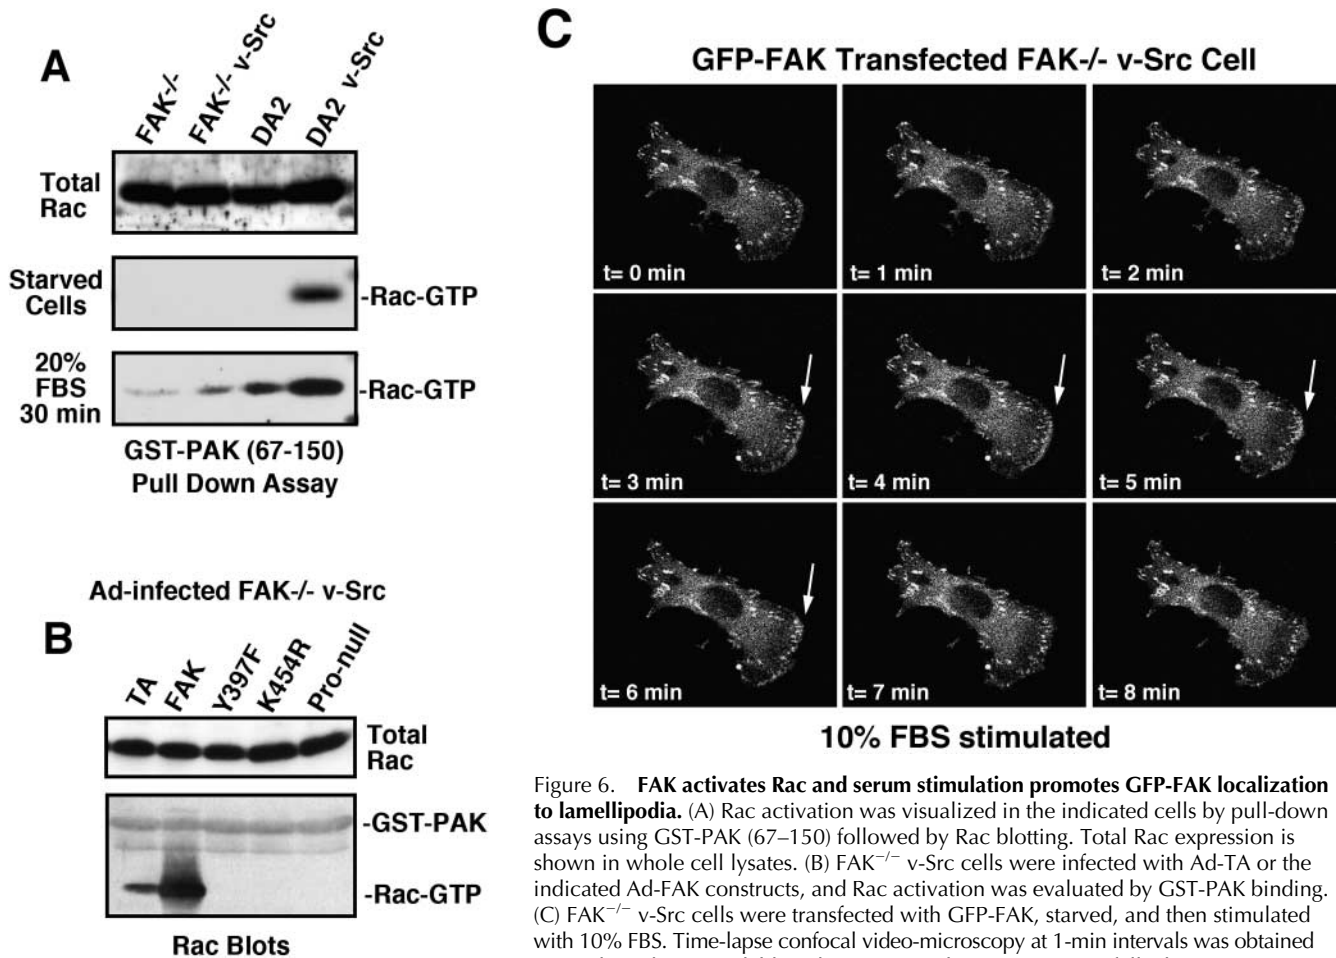 A
FAK-/-
FAK-/- v-Src
DA2
DA2 v-Src
Total
Rac
Starved
Cells
-Rac-GTP
20%
FBS
30 min
-Rac-GTP
GST-PAK (67-150)
Pull Down Assay
Ad-infected FAK-/- v-Src
B
TA
FAK
Y397F
K454R
Pro-null
Total
Rac
-GST-PAK
-Rac-GTP
Rac Blots
C
GFP-FAK Transfected FAK-/- v-Src Cell
t= 0 min
t= 1 min
t= 2 min
t= 3 min
t= 4 min
t= 5 min
t= 6 min
t= 7 min
t= 8 min
10% FBS stimulated
Figure 6. FAK activates Rac and serum stimulation promotes GFP-FAK localization
to lamellipodia. (A) Rac activation was visualized in the indicated cells by pull-down
assays using GST-PAK (67–150) followed by Rac blotting. Total Rac expression is
shown in whole cell lysates. (B) FAK−/− v-Src cells were infected with Ad-TA or the
indicated Ad-FAK constructs, and Rac activation was evaluated by GST-PAK binding.
(C) FAK−/− v-Src cells were transfected with GFP-FAK, starved, and then stimulated
with 10% FBS. Time-lapse confocal video-microscopy at 1-min intervals was obtained